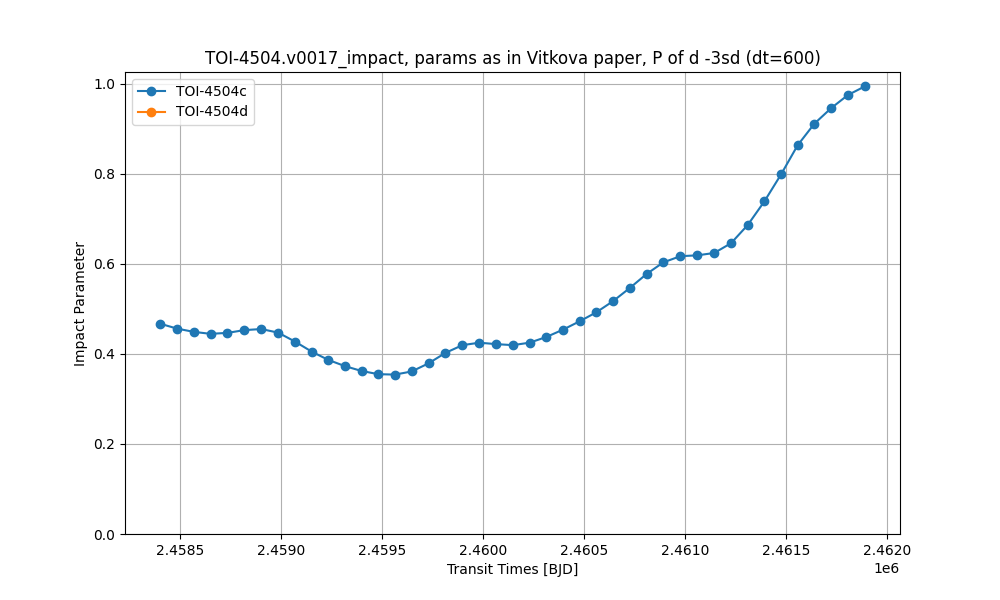 TOI-4504.v0017_impact, params as in Vitkova paper, P of d -3sd (dt=600)
TOI-4504c
TOI-4504d
1.0
0.8
0.6
0.4
0.2
0.0
Impact Parameter
2.4585 2.4590 2.4595 2.4600 2.4605 2.4610 2.4615 2.4620
1e6
Transit Times [BJD]